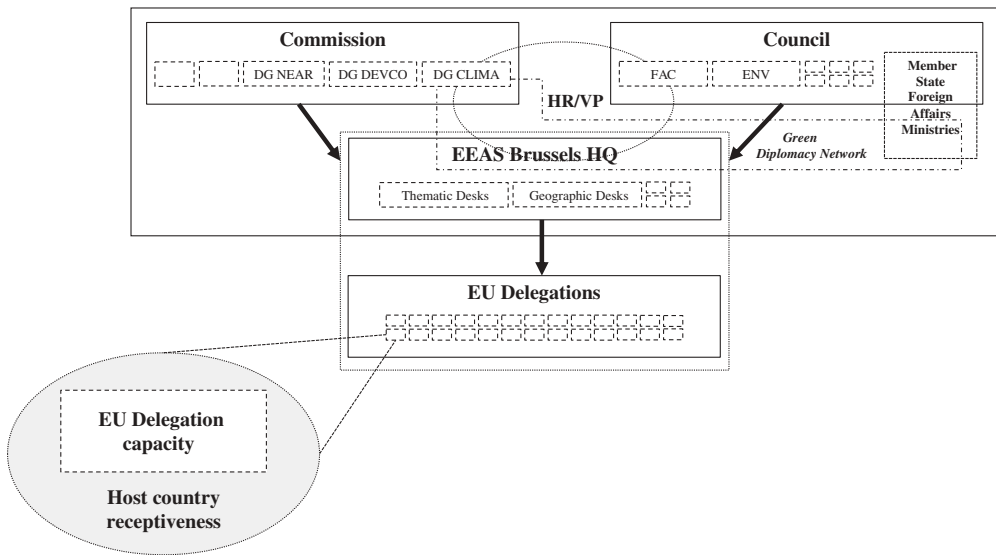 Commission
DG NEAR
DG DEVCO
DG CLIMA
Council
FAC
ENV
Member
State
Foreign
Affairs
Ministries
HR/VP
Green
Diplomacy Network
EEAS Brussels HQ
Thematic Desks
Geographic Desks
EU Delegations
EU Delegation
capacity
Host country
receptiveness